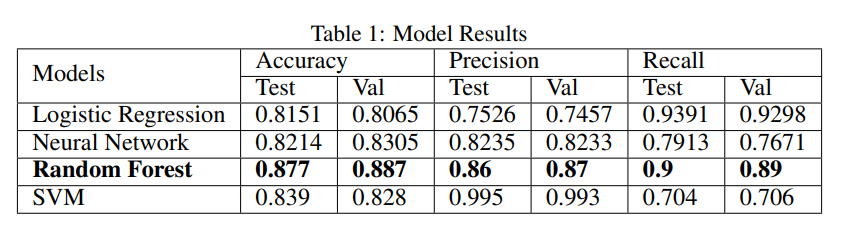 Table 1: Model Results
Models Accuracy Precision Recall
Test Val Test Val Test Val
Logistic Regression 0.8151 0.8065 0.7526 0.7457 0.9391 0.9298
Neural Network 0.8214 0.8305 0.8235 0.8233 0.7913 0.7671
Random Forest 0.877 0.887 0.86 0.87 0.9 0.89
SVM 0.839 0.828 0.995 0.993 0.704 0.706